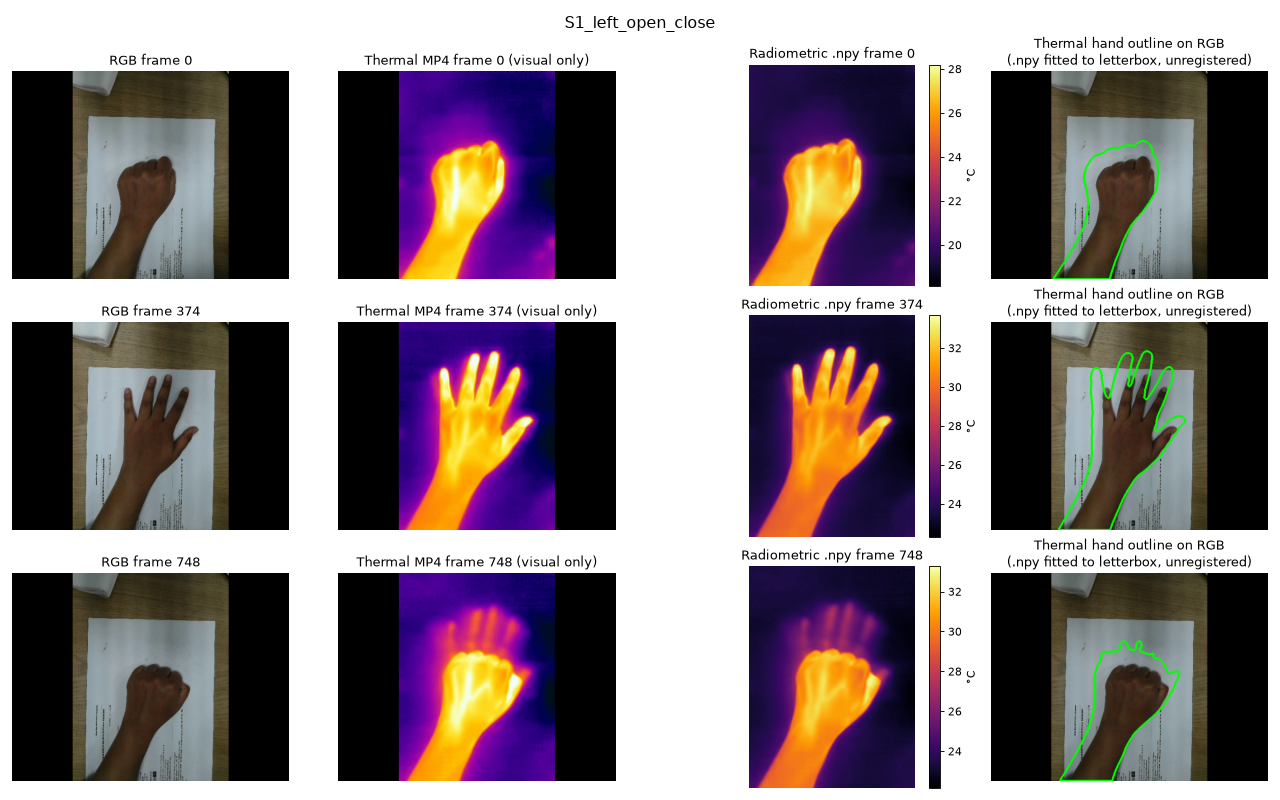 S1_left_open_close
RGB frame 0
Thermal MP4 frame 0 (visual only)
Radiometric .npy frame 0
Thermal hand outline on RGB
(.npy fitted to letterbox, unregistered)
28
26
24
22
20
°C
RGB frame 374
Thermal MP4 frame 374 (visual only)
Radiometric .npy frame 374
Thermal hand outline on RGB
(.npy fitted to letterbox, unregistered)
32
30
28
26
24
°C
RGB frame 748
Thermal MP4 frame 748 (visual only)
Radiometric .npy frame 748
Thermal hand outline on RGB
(.npy fitted to letterbox, unregistered)
32
30
28
26
24
°C